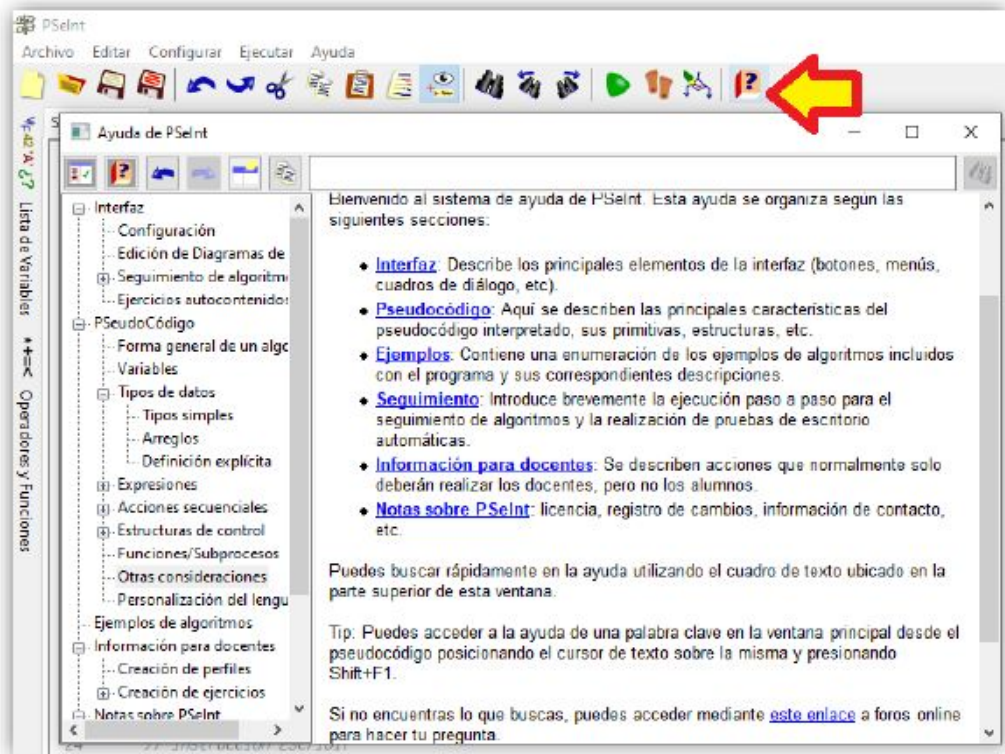 PSeInt
Archivo Editar Configurar Ejecutar Ayuda
Lista de Variables
Operadores y Funciones
Ayuda de PSeInt
Interfaz
Configuración
Edición de Diagramas de
Seguimiento de algoritm
Ejercicios autocontenidos
PSeudoCódigo
Forma general de un algo
Variables
Tipos de datos
Tipos simples
Arreglos
Definición explícita
Expresiones
Acciones secuenciales
Estructuras de control
Funciones/Subprocesos
Otras consideraciones
Personalización del lengu
Ejemplos de algoritmos
Información para docentes
Creación de perfiles
Creación de ejercicios
Notas sobre PSeInt
Bienvenido al sistema de ayuda de PSeInt. Esta ayuda se organiza según las
siguientes secciones:
Interfaz: Describe los principales elementos de la interfaz (botones, menús,
cuadros de diálogo, etc).
Pseudocódigo: Aquí se describen las principales características del
pseudocódigo interpretado, sus primitivas, estructuras, etc.
Ejemplos: Contiene una enumeración de los ejemplos de algoritmos incluidos
con el programa y sus correspondientes descripciones.
Seguimiento: Introduce brevemente la ejecución paso a paso para el
seguimiento de algoritmos y la realización de pruebas de escritorio
automáticas.
Información para docentes: Se describen acciones que normalmente solo
deberán realizar los docentes, pero no los alumnos.
Notas sobre PSeInt: licencia, registro de cambios, información de contacto,
etc.
Puedes buscar rápidamente en la ayuda utilizando el cuadro de texto ubicado en la
parte superior de esta ventana.
Tip: Puedes acceder a la ayuda de una palabra clave en la ventana principal desde el
pseudocódigo posicionando el cursor de texto sobre la misma y presionando
Shift+F1.
Si no encuentras lo que buscas, puedes acceder mediante este enlace a foros online
para hacer tu pregunta.